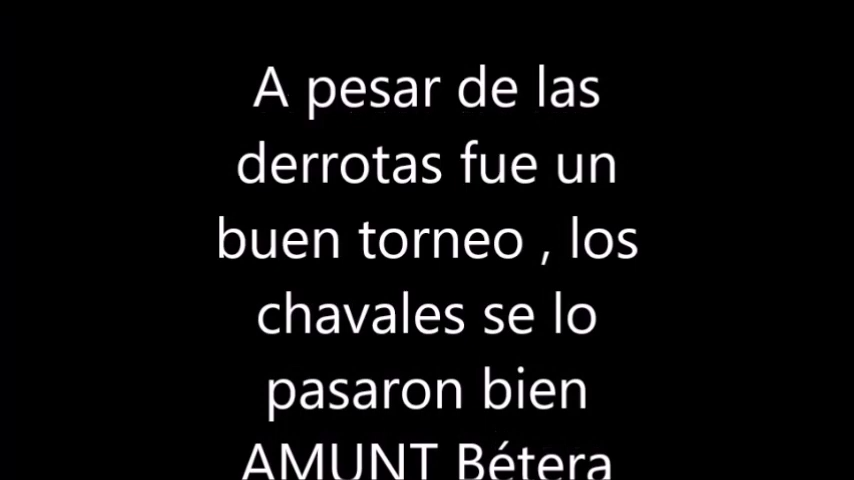 A pesar de las
derrotas fue un
buen torneo , los
chavales se lo
pasaron bien
AMUNT Bétera